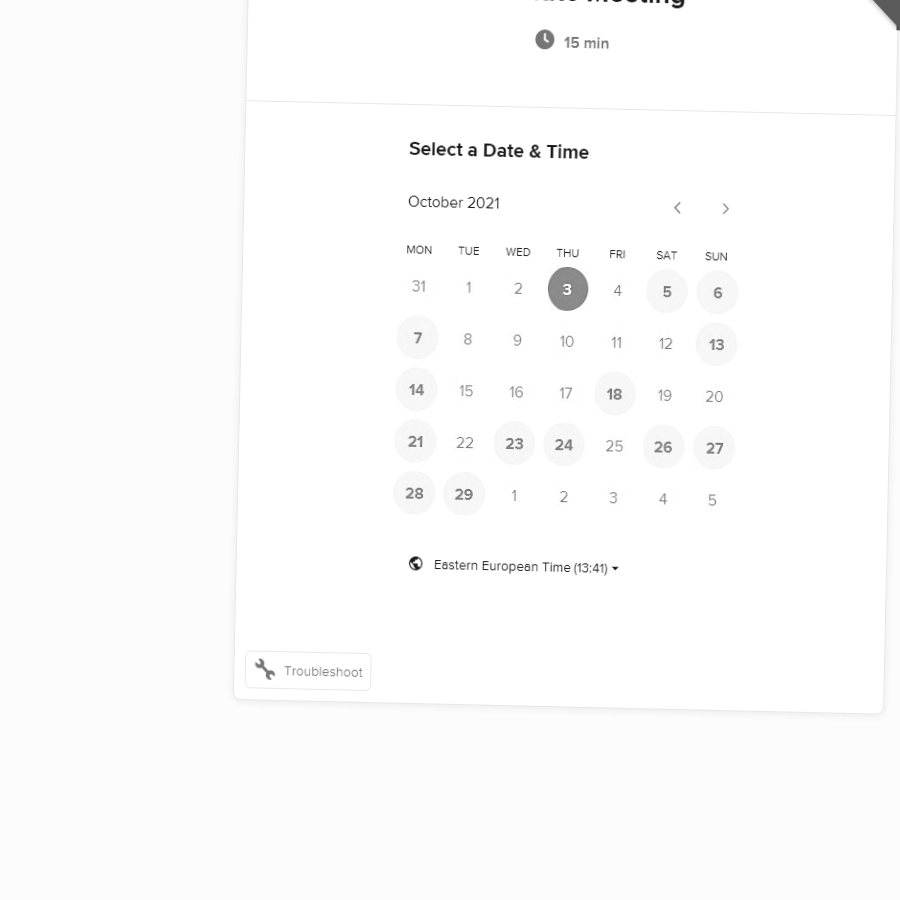 Meeting
15 min
Select a Date & Time
October 2021
MON TUE WED THU FRI SAT SUN
31 1 2 3 4 5 6
7 8 9 10 11 12 13
14 15 16 17 18 19 20
21 22 23 24 25 26 27
28 29 1 2 3 4 5
Eastern European Time (13:41)
Troubleshoot